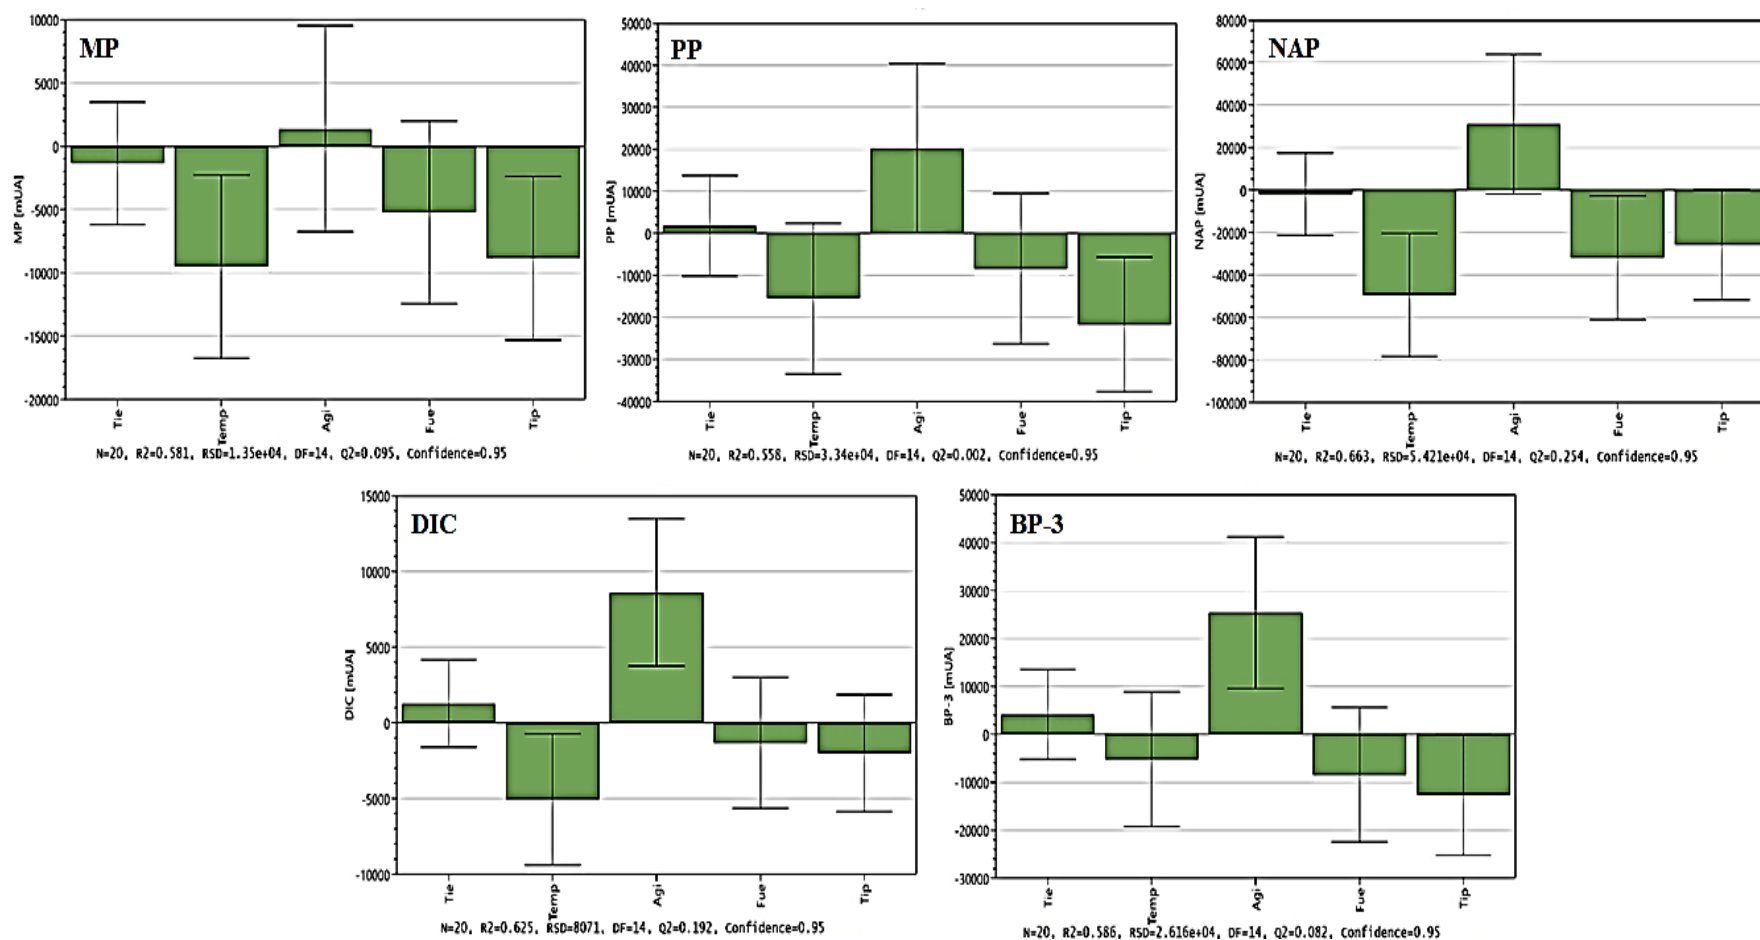 MP
10000
5000
0
-5000
-10000
-15000
-20000
MP [mUA]
Tie
Temp
Agi
Fue
Tip
N=20, R2=0.581, RSD=1.35e+04, DF=14, Q2=0.095, Confidence=0.95
PP
50000
40000
30000
20000
10000
0
-10000
-20000
-30000
-40000
PP [mUA]
Tie
Temp
Agi
Fue
Tip
N=20, R2=0.558, RSD=3.34e+04, DF=14, Q2=0.002, Confidence=0.95
NAP
80000
60000
40000
20000
0
-20000
-40000
-60000
-80000
-100000
NAP [mUA]
Tie
Temp
Agi
Fue
Tip
N=20, R2=0.663, RSD=5.421e+04, DF=14, Q2=0.254, Confidence=0.95
DIC
15000
10000
5000
0
-5000
-10000
DIC [mUA]
Tie
Temp
Agi
Fue
Tip
N=20, R2=0.625, RSD=8071, DF=14, Q2=0.192, Confidence=0.95
BP-3
50000
40000
30000
20000
10000
0
-10000
-20000
-30000
BP-3 [mUA]
Tie
Temp
Agi
Fue
Tip
N=20, R2=0.586, RSD=2.616e+04, DF=14, Q2=0.082, Confidence=0.95